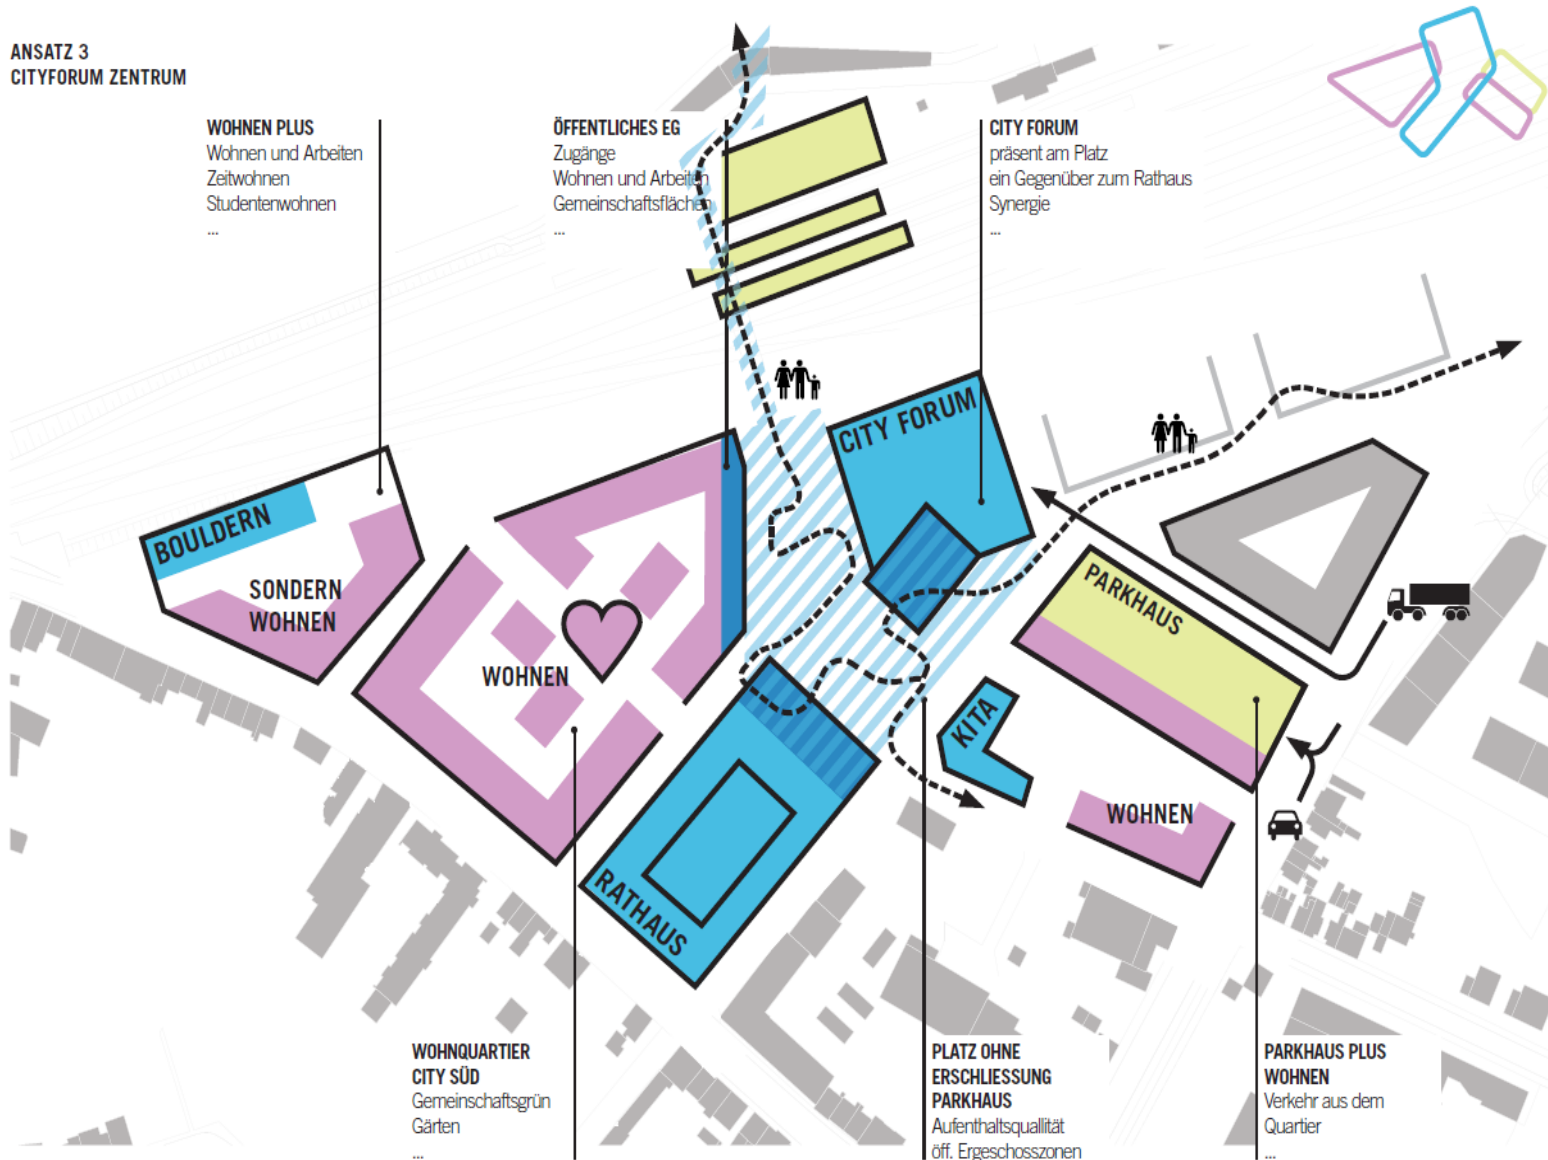 ANSATZ 3
CITYFORUM ZENTRUM
WOHNEN PLUS
Wohnen und Arbeiten
Zeitwohnen
Studentenwohnen
...
ÖFFENTLICHES EG
Zugänge
Wohnen und Arbeiten
Gemeinschaftsflächen
...
CITY FORUM
präsent am Platz
ein Gegenüber zum Rathaus
Synergie
...
CITY FORUM
BOULDERN
SONDERN
WOHNEN
WOHNEN
PARKHAUS
KITA
WOHNEN
RATHAUS
WOHNQUARTIER
CITY SÜD
Gemeinschaftsgrün
Gärten
...
PLATZ OHNE
ERSCHLIESSUNG
PARKHAUS
Aufenthaltsquallität
öff. Ergeschosszonen
PARKHAUS PLUS
WOHNEN
Verkehr aus dem
Quartier
...